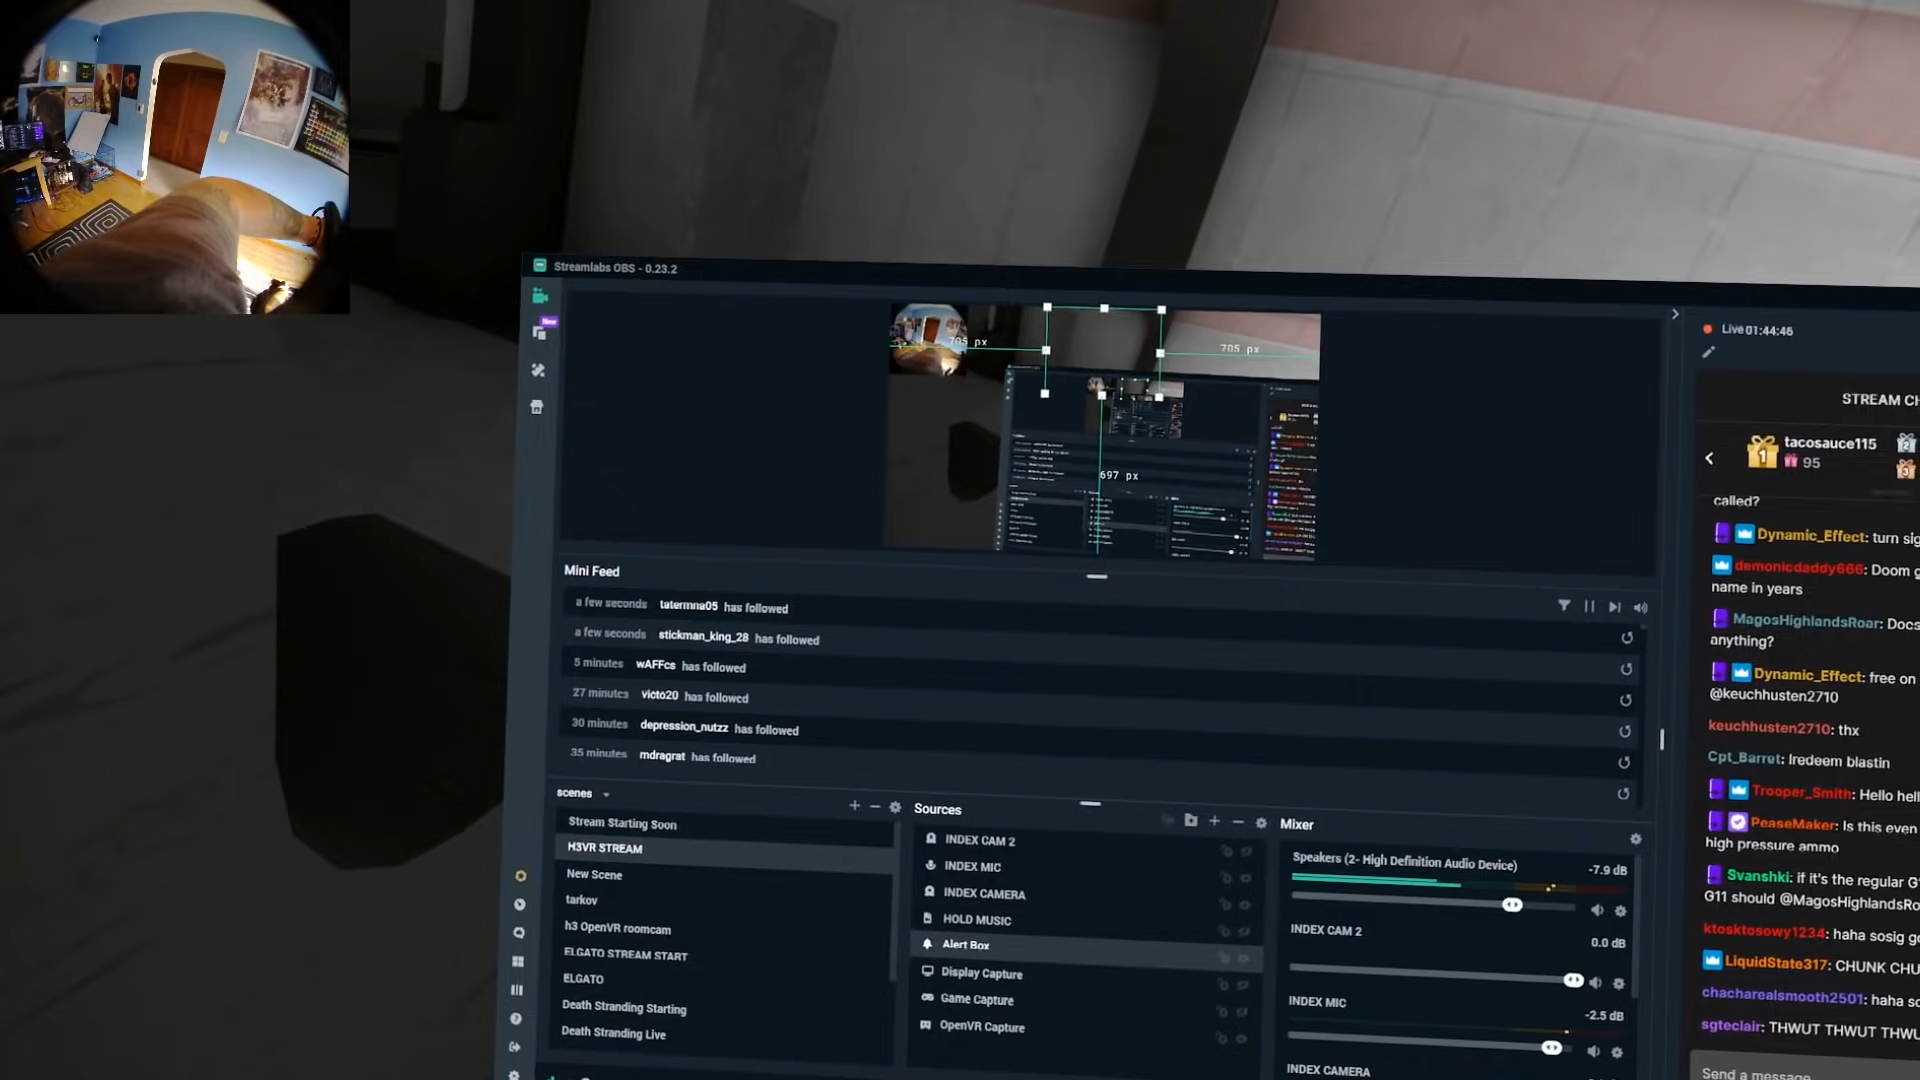 Streamlabs OBS - 0.23.2
New
705 px
705 px
697 px
Live 01:44:46
STREAM CH
tacosauce115
1
95
2
3
called?
Dynamic_Effect: turn sig
demonicdaddy666: Doom g
name in years
MagosHighlandsRoar: Docs
anything?
Dynamic_Effect: free on
@keuchhusten2710
keuchhusten2710: thx
Cpt_Barret: !redeem blastin
Trooper_Smith: Hello hell
PeaseMaker: Is this even
high pressure ammo
Svanshki: if it's the regular G
G11 should @MagosHighlandsRo
ktosktosowy1234: haha sosig go
LiquidState317: CHUNK CHU
chacharealsmooth2501: haha so
sgteclair: THWUT THWUT THWU
Send a message
Mini Feed
a few seconds tatermna05 has followed
a few seconds stickman_king_28 has followed
5 minutes wAFFcs has followed
27 minutes victo20 has followed
30 minutes depression_nutzz has followed
35 minutes mdragrat has followed
scenes
Stream Starting Soon
H3VR STREAM
New Scene
tarkov
h3 OpenVR roomcam
ELGATO STREAM START
ELGATO
Death Stranding Starting
Death Stranding Live
Sources
INDEX CAM 2
INDEX MIC
INDEX CAMERA
HOLD MUSIC
Alert Box
Display Capture
Game Capture
OpenVR Capture
Mixer
Speakers (2- High Definition Audio Device)
-7.9 dB
INDEX CAM 2
0.0 dB
INDEX MIC
-2.5 dB
INDEX CAMERA